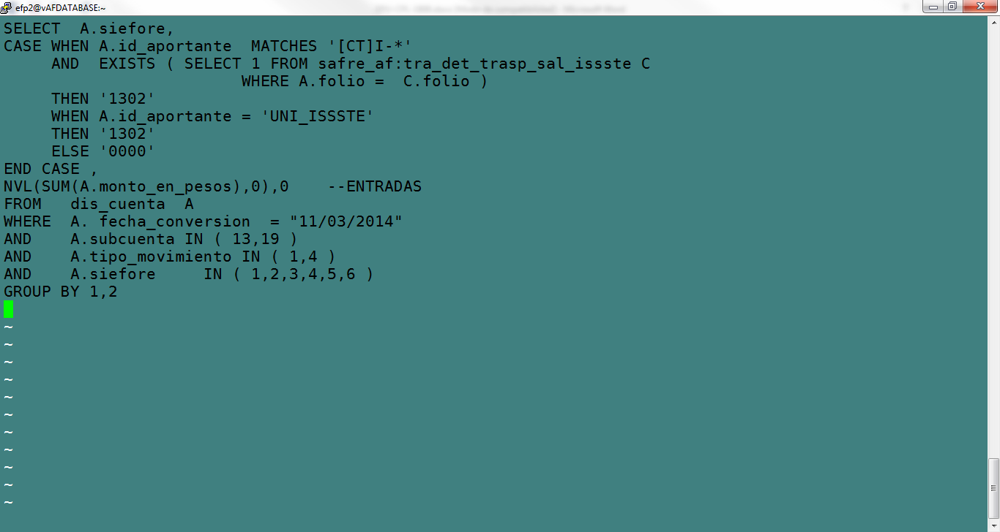 efp2@vAFDATABASE:~
SELECT  A.siefore,
CASE WHEN A.id_aportante  MATCHES '[CT]I-*'
     AND  EXISTS ( SELECT 1 FROM safre_af:tra_det_trasp_sal_issste C
                         WHERE A.folio =  C.folio )
     THEN '1302'
     WHEN A.id_aportante = 'UNI_ISSSTE'
     THEN '1302'
     ELSE '0000'
END CASE ,
NVL(SUM(A.monto_en_pesos),0),0    --ENTRADAS
FROM   dis_cuenta  A
WHERE  A. fecha_conversion  = "11/03/2014"
AND    A.subcuenta IN ( 13,19 )
AND    A.tipo_movimiento IN ( 1,4 )
AND    A.siefore     IN ( 1,2,3,4,5,6 )
GROUP BY 1,2
~
~
~
~
~
~
~
~
~
~
~